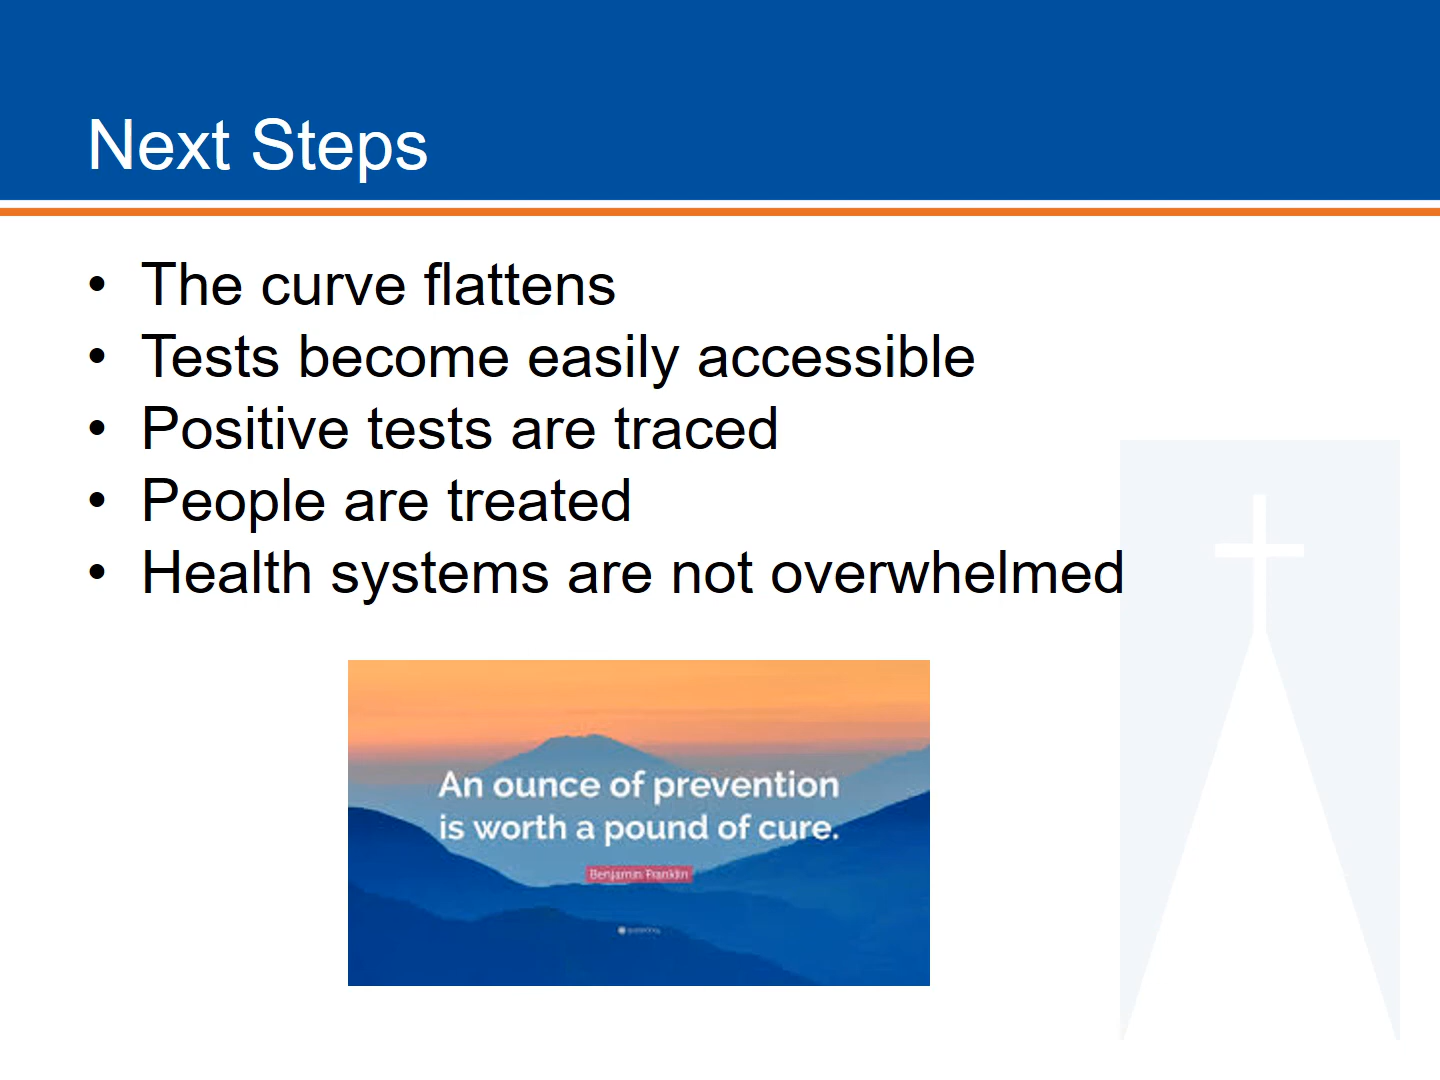 Next Steps
• The curve flattens
• Tests become easily accessible
• Positive tests are traced
• People are treated
• Health systems are not overwhelmed
An ounce of prevention
is worth a pound of cure.
Benjamin Franklin